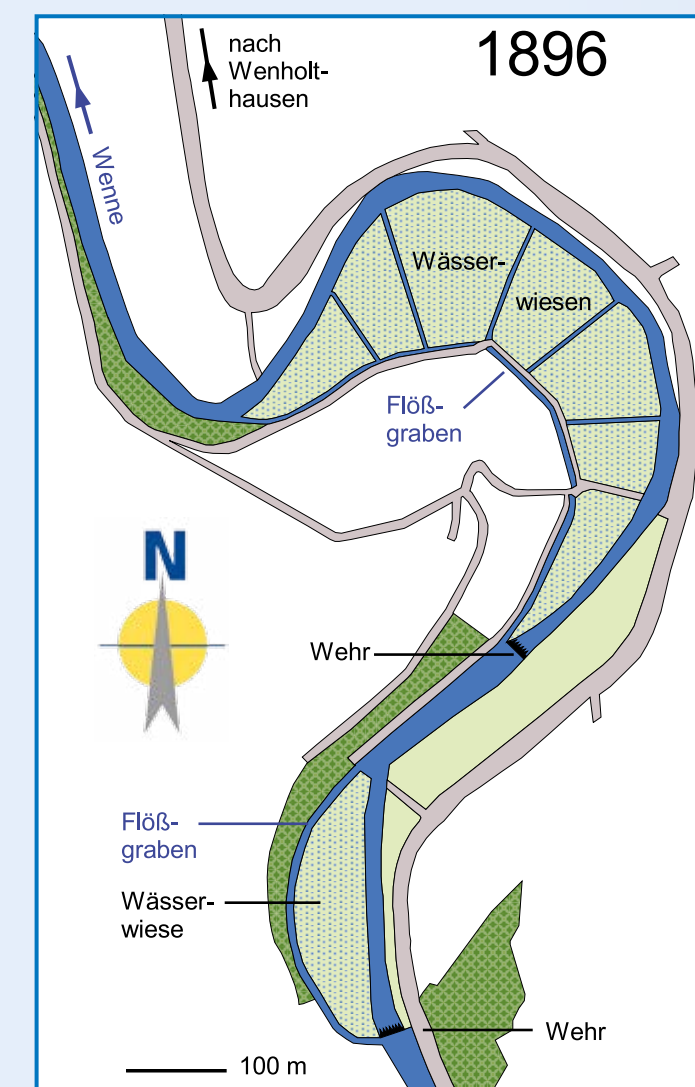 1896
nach
Wenholt-
hausen
Wenne
Wässer-
wiesen
Flöß-
graben
N
Wehr
Flöß-
graben
Wässer-
wiese
Wehr
100 m